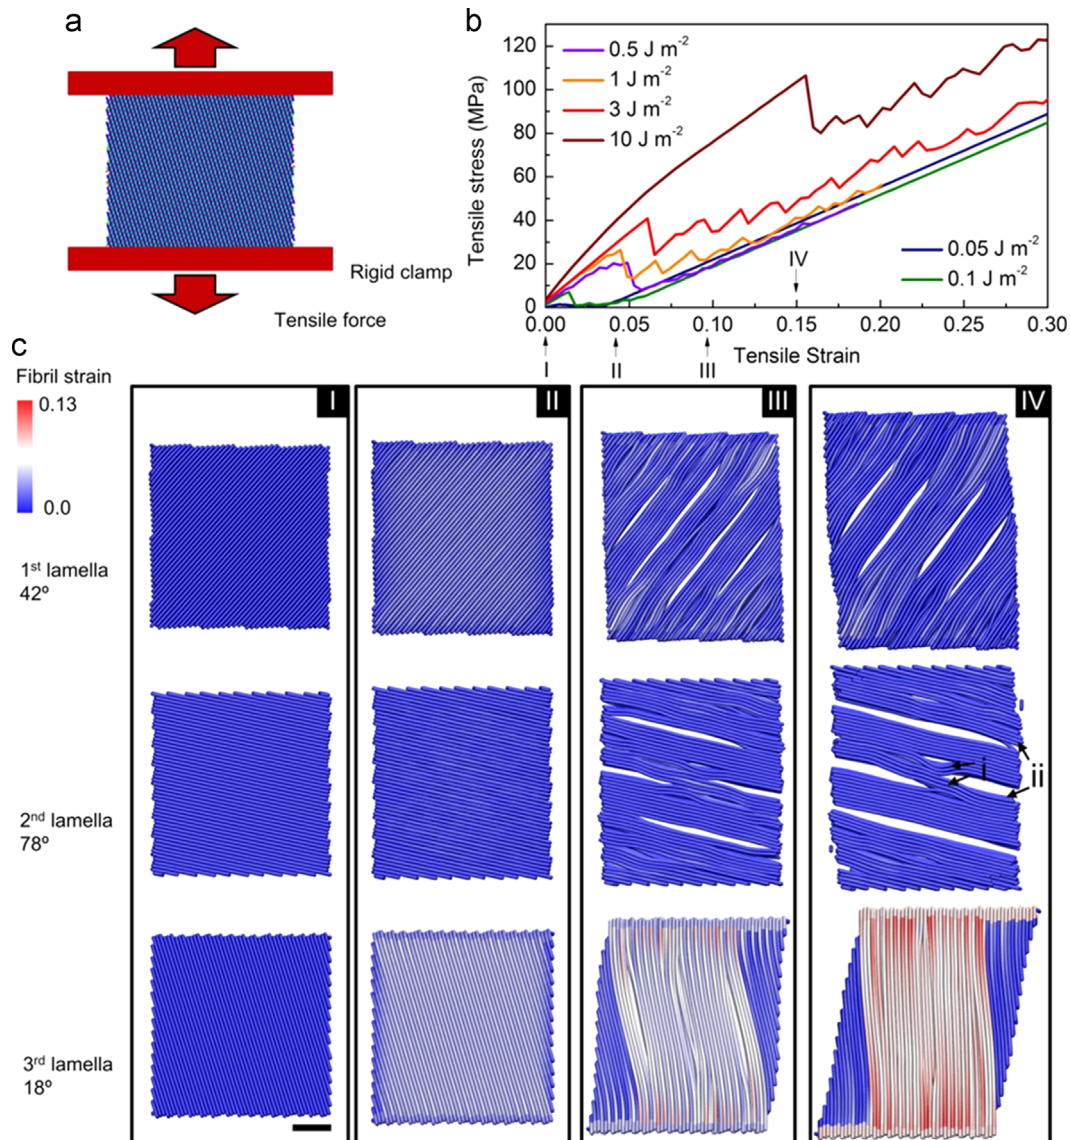 a
Rigid clamp
Tensile force
b
Tensile stress (MPa)
120
100
80
60
40
20
0
0.5 J m⁻²
1 J m⁻²
3 J m⁻²
10 J m⁻²
0.05 J m⁻²
0.1 J m⁻²
IV
0.00 0.05 0.10 0.15 0.20 0.25 0.30
Tensile Strain
I II III
c
Fibril strain
0.13
0.0
I II III IV
1st lamella
42º
2nd lamella
78º
i
ii
3rd lamella
18º